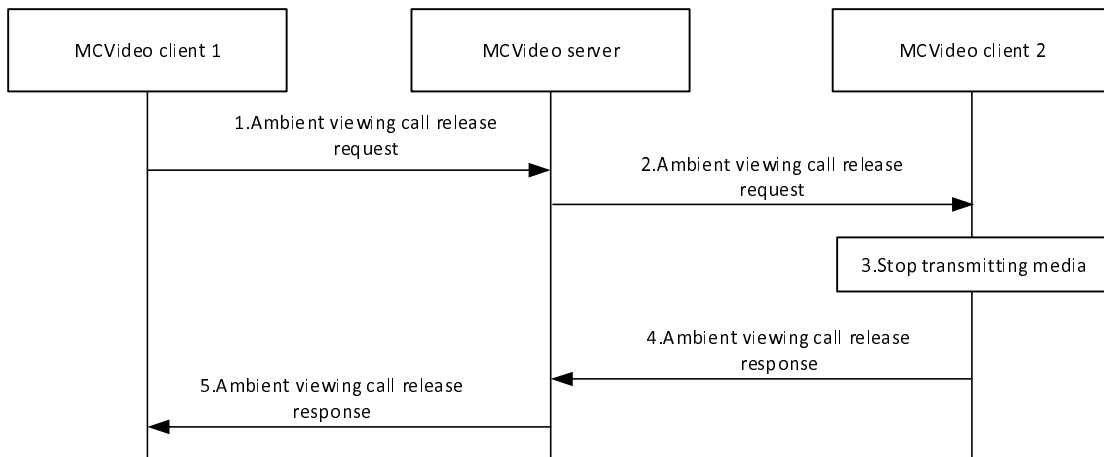 MCVideo client 1
MCVideo server
MCVideo client 2
1.Ambient viewing call release
request
2.Ambient viewing call release
request
3.Stop transmitting media
4.Ambient viewing call release
response
5.Ambient viewing call release
response